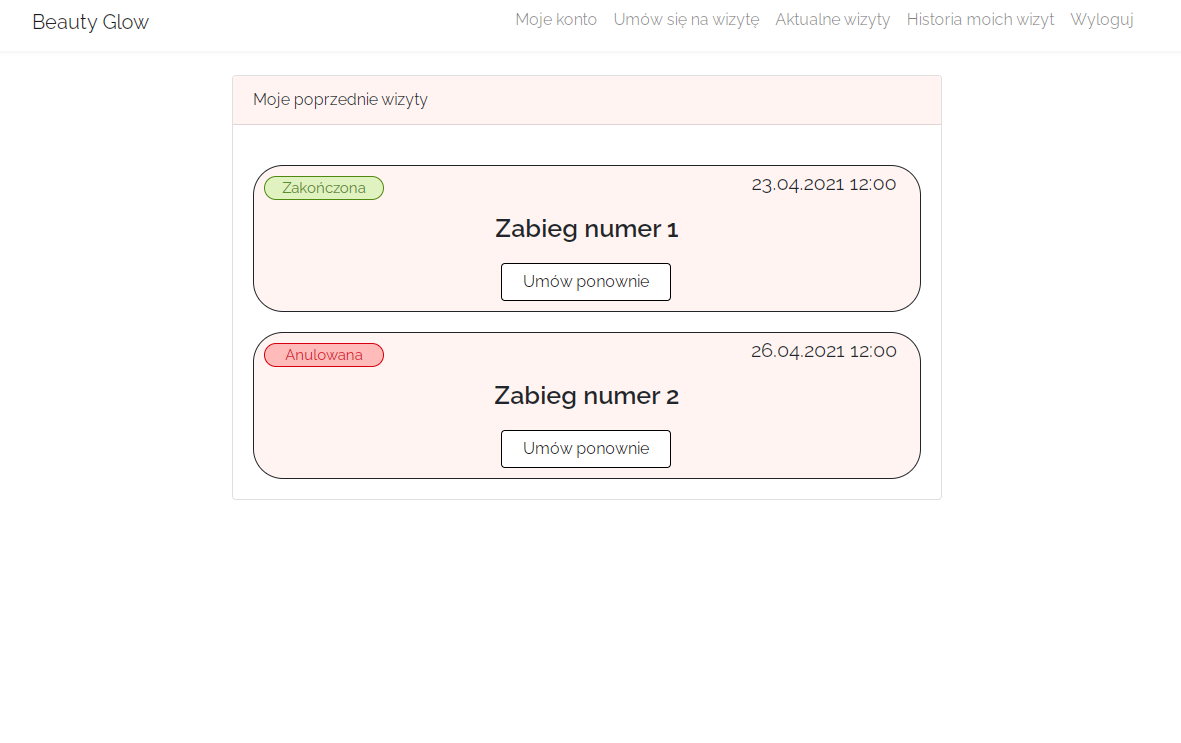 Beauty Glow
Moje konto Umów się na wizytę Aktualne wizyty Historia moich wizyt Wyloguj
Moje poprzednie wizyty
Zakończona 23.04.2021 12:00
Zabieg numer 1
Umów ponownie
Anulowana 26.04.2021 12:00
Zabieg numer 2
Umów ponownie